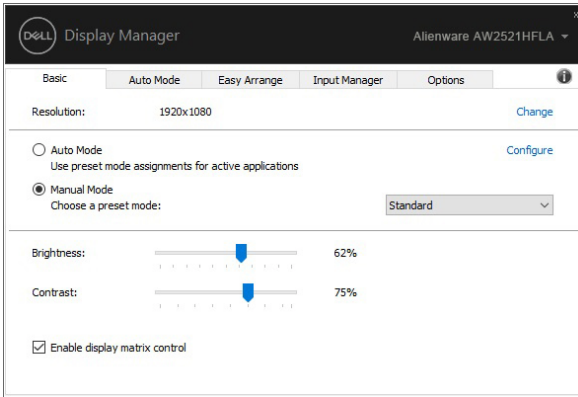 DELL Display Manager
Alienware AW2521HFLA
Basic Auto Mode Easy Arrange Input Manager Options
Resolution: 1920x1080 Change
Auto Mode Configure
Use preset mode assignments for active applications
Manual Mode
Choose a preset mode: Standard
Brightness: 62%
Contrast: 75%
Enable display matrix control